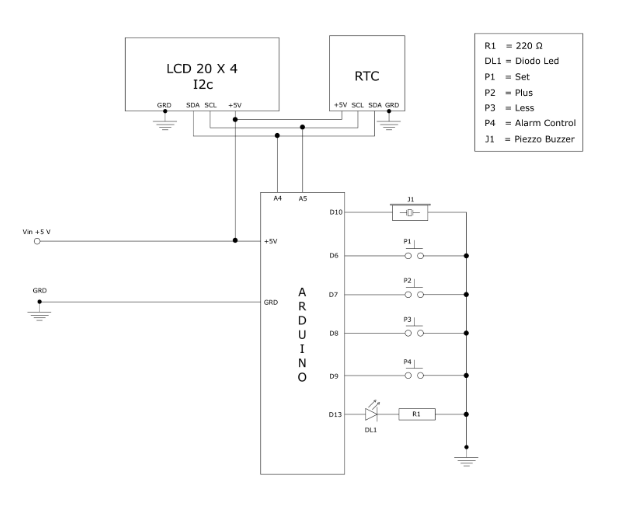 LCD 20 X 4
I2c
GRD SDA SCL +5V
RTC
+5V SCL SDA GRD
R1 = 220 Ω
DL1 = Diodo Led
P1 = Set
P2 = Plus
P3 = Less
P4 = Alarm Control
J1 = Piezzo Buzzer
A4 A5
Vin +5 V
+5V
GRD
GRD
ARDUINO
D10
J1
D6
P1
D7
P2
D8
P3
D9
P4
D13
DL1
R1